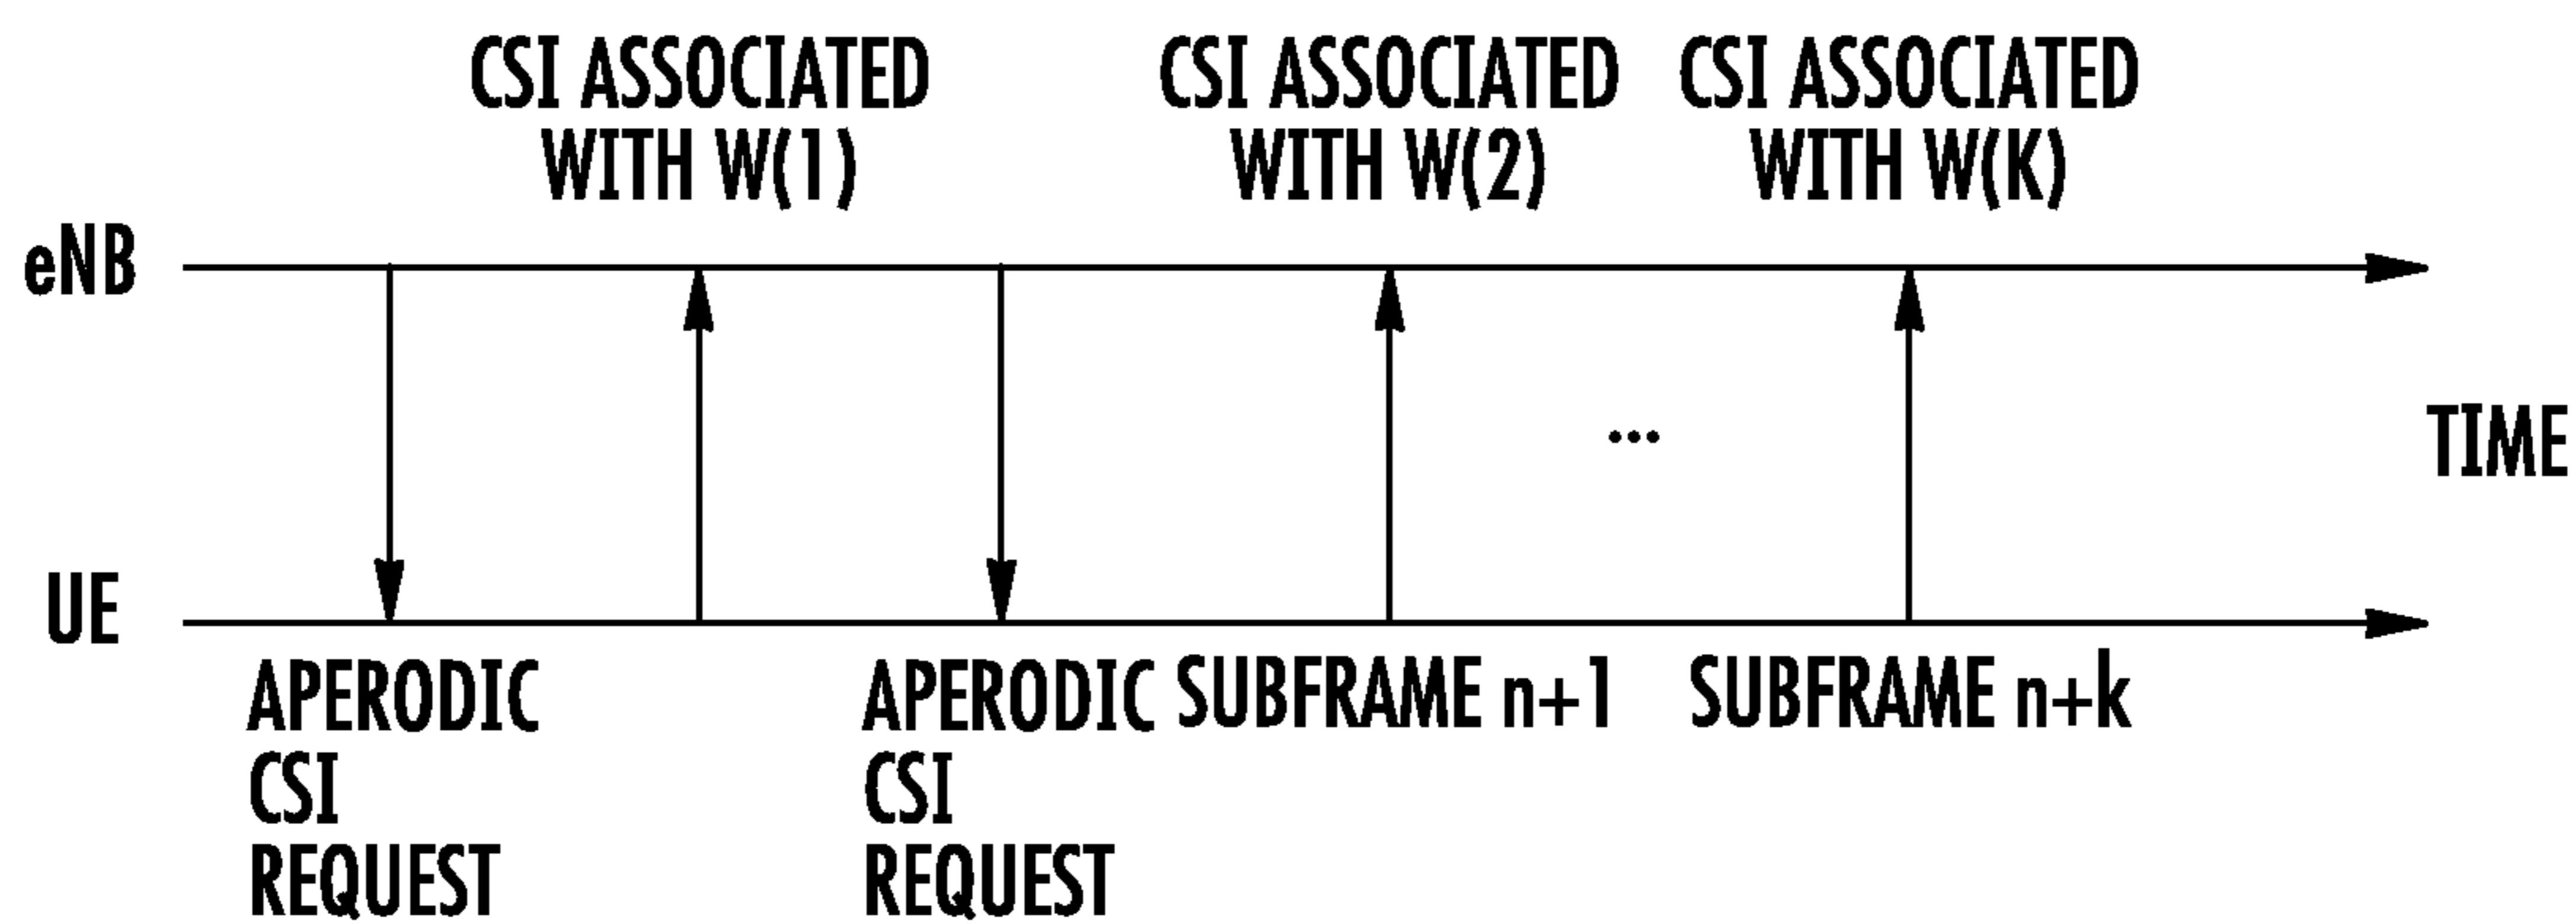 CSI ASSOCIATED
WITH W(1)
CSI ASSOCIATED
WITH W(2)
CSI ASSOCIATED
WITH W(K)
eNB
TIME
UE
APERODIC
CSI
REQUEST
APERODIC
CSI
REQUEST
SUBFRAME n+1
SUBFRAME n+k
...